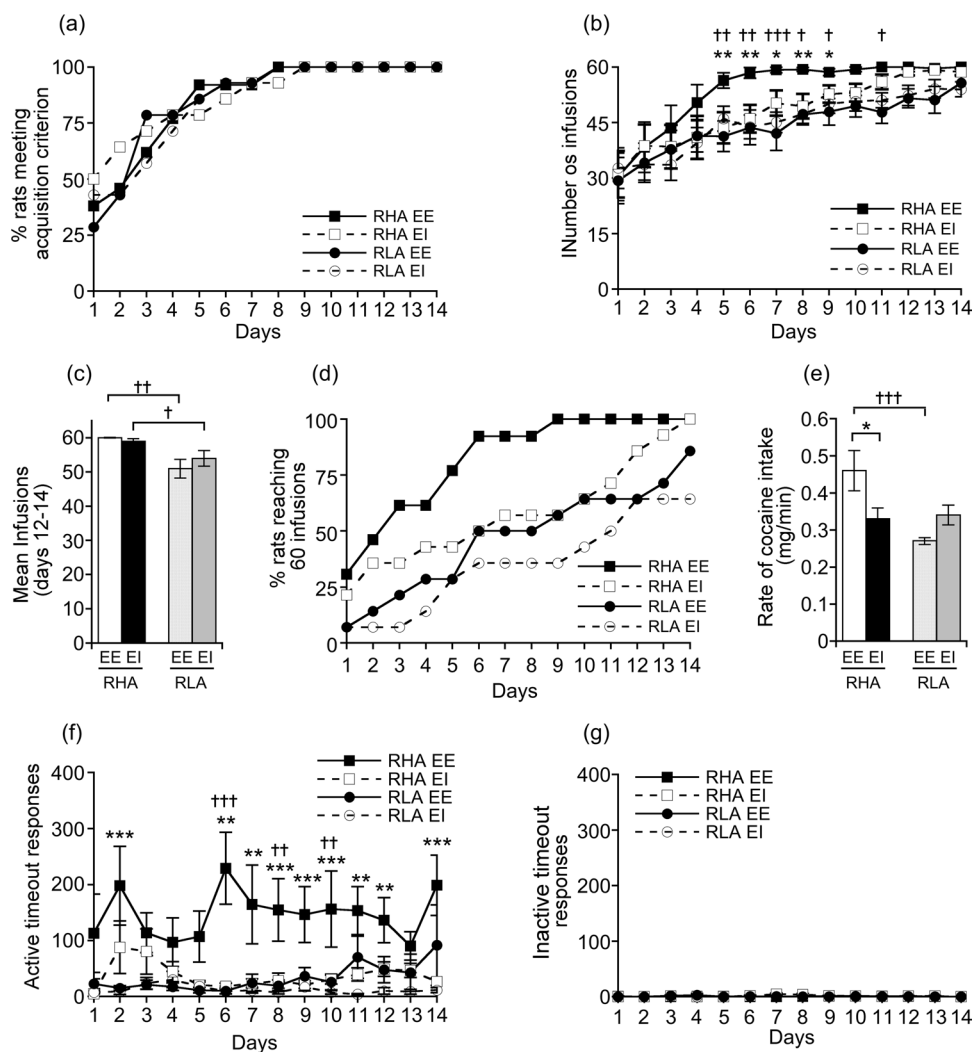 (a)
% rats meeting
acquisition criterion
100
75
50
25
0
1 2 3 4 5 6 7 8 9 10 11 12 13 14
Days
RHA EE
RHA EI
RLA EE
RLA EI
(b)
INumber os infusions
60
45
30
15
0
†† †† ††† † † †
** ** * ** *
1 2 3 4 5 6 7 8 9 10 11 12 13 14
Days
RHA EE
RHA EI
RLA EE
RLA EI
(c)
Mean Infusions
(days 12–14)
60
50
40
30
20
10
0
††
†
EE EI EE EI
RHA RLA
(d)
% rats reaching
60 infusions
100
75
50
25
0
1 2 3 4 5 6 7 8 9 10 11 12 13 14
Days
RHA EE
RHA EI
RLA EE
RLA EI
(e)
Rate of cocaine intake
(mg/min)
0.6
0.5
0.4
0.3
0.2
0.1
0
†††
*
EE EI EE EI
RHA RLA
(f)
Active timeout responses
400
300
200
100
0
RHA EE
RHA EI
RLA EE
RLA EI
††† †† ††
*** ** ** *** *** *** ** ** ***
1 2 3 4 5 6 7 8 9 10 11 12 13 14
Days
(g)
Inactive timeout
responses
400
300
200
100
0
RHA EE
RHA EI
RLA EE
RLA EI
1 2 3 4 5 6 7 8 9 10 11 12 13 14
Days